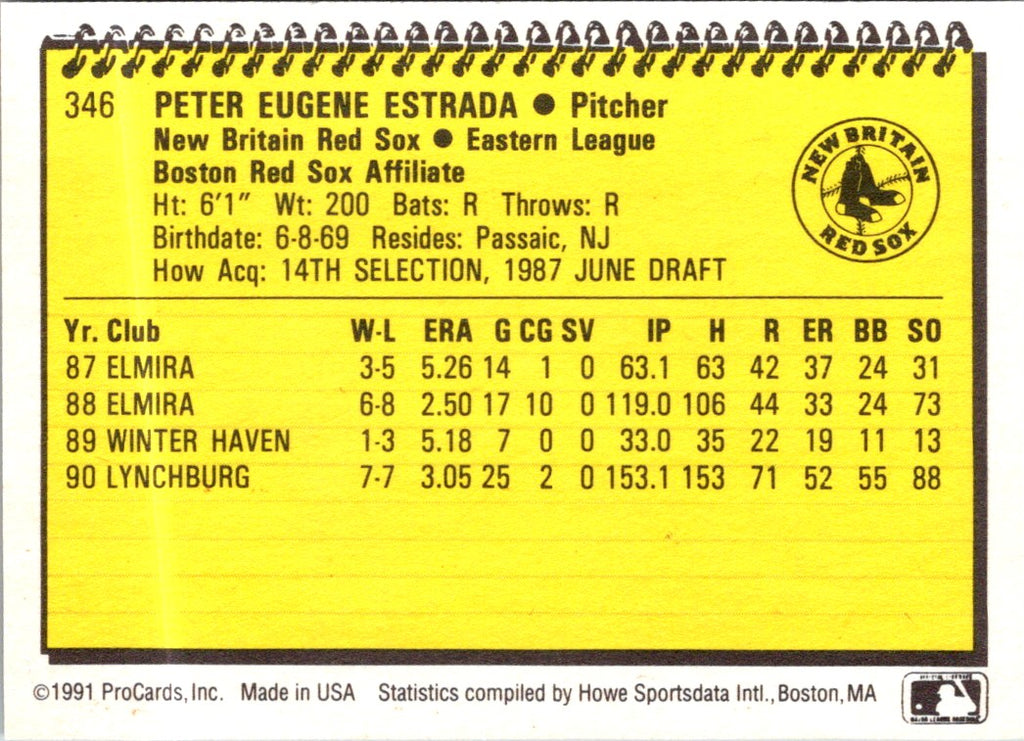 346 PETER EUGENE ESTRADA ● Pitcher
New Britain Red Sox ● Eastern League
Boston Red Sox Affiliate
Ht: 6'1" Wt: 200 Bats: R Throws: R
Birthdate: 6-8-69 Resides: Passaic, NJ
How Acq: 14TH SELECTION, 1987 JUNE DRAFT
NEW BRITAIN
RED SOX
Yr. Club W-L ERA G CG SV IP H R ER BB SO
87 ELMIRA 3-5 5.26 14 1 0 63.1 63 42 37 24 31
88 ELMIRA 6-8 2.50 17 10 0 119.0 106 44 33 24 73
89 WINTER HAVEN 1-3 5.18 7 0 0 33.0 35 22 19 11 13
90 LYNCHBURG 7-7 3.05 25 2 0 153.1 153 71 52 55 88
©1991 ProCards, Inc. Made in USA Statistics compiled by Howe Sportsdata Intl., Boston, MA